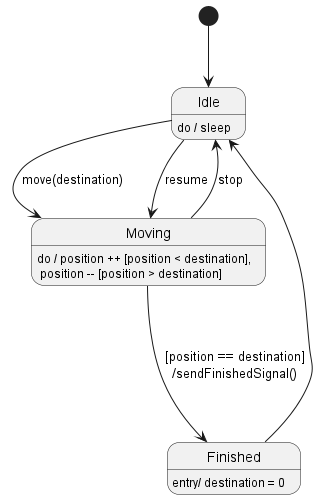 Idle
do / sleep
move(destination)
resume
stop
Moving
do / position ++ [position < destination],
position -- [position > destination]
[position == destination]
/sendFinishedSignal()
Finished
entry/ destination = 0